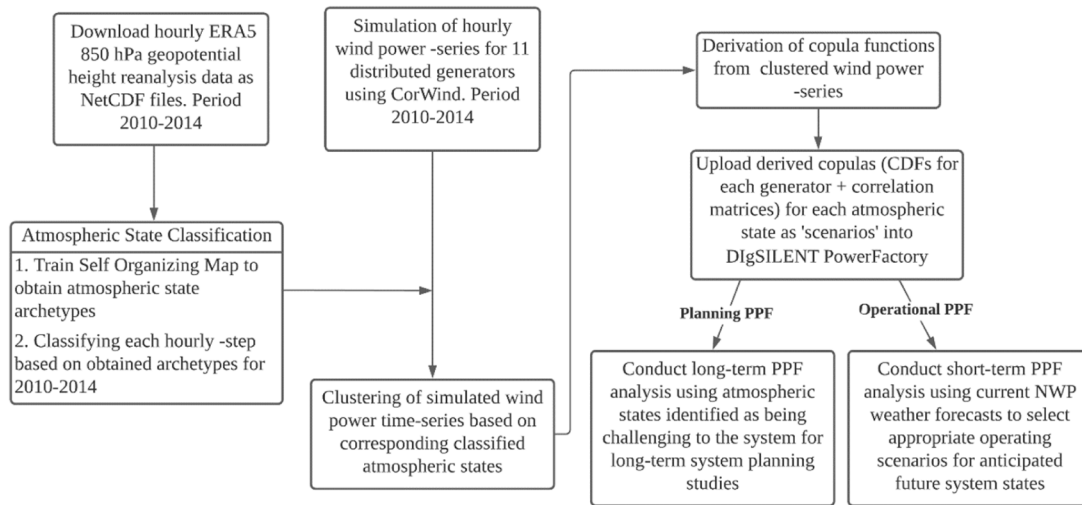 Download hourly ERA5
850 hPa geopotential
height reanalysis data as
NetCDF files. Period
2010-2014
Atmospheric State Classification
1. Train Self Organizing Map to
obtain atmospheric state
archetypes
2. Classifying each hourly -step
based on obtained archetypes for
2010-2014
Simulation of hourly
wind power -series for 11
distributed generators
using CorWind. Period
2010-2014
Clustering of simulated wind
power time-series based on
corresponding classified
atmospheric states
Derivation of copula functions
from clustered wind power
-series
Upload derived copulas (CDFs for
each generator + correlation
matrices) for each atmospheric
state as 'scenarios' into
DIgSILENT PowerFactory
Planning PPF
Operational PPF
Conduct long-term PPF
analysis using atmospheric
states identified as being
challenging to the system for
long-term system planning
studies
Conduct short-term PPF
analysis using current NWP
weather forecasts to select
appropriate operating
scenarios for anticipated
future system states